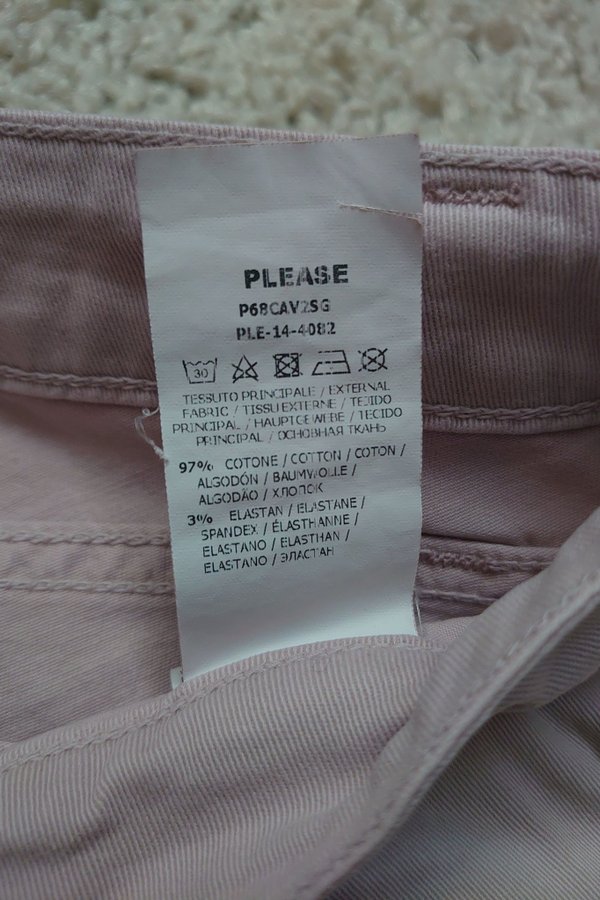 PLEASE
P68CAV2SG
PLE-14-4082
30
TESSUTO PRINCIPALE / EXTERNAL
FABRIC / TISSU EXTERNE / TEJIDO
PRINCIPAL / HAUPTGEWEBE / TECIDO
PRINCIPAL / ОСНОВНАЯ ТКАНЬ
97% COTONE / COTTON / COTON /
ALGODÓN / BAUMWOLLE /
ALGODÃO / ХЛОПОК
3% ELASTAN / ELASTANE /
SPANDEX / ÉLASTHANNE /
ELASTANO / ELASTHAN /
ELASTANO / ЭЛАСТАН